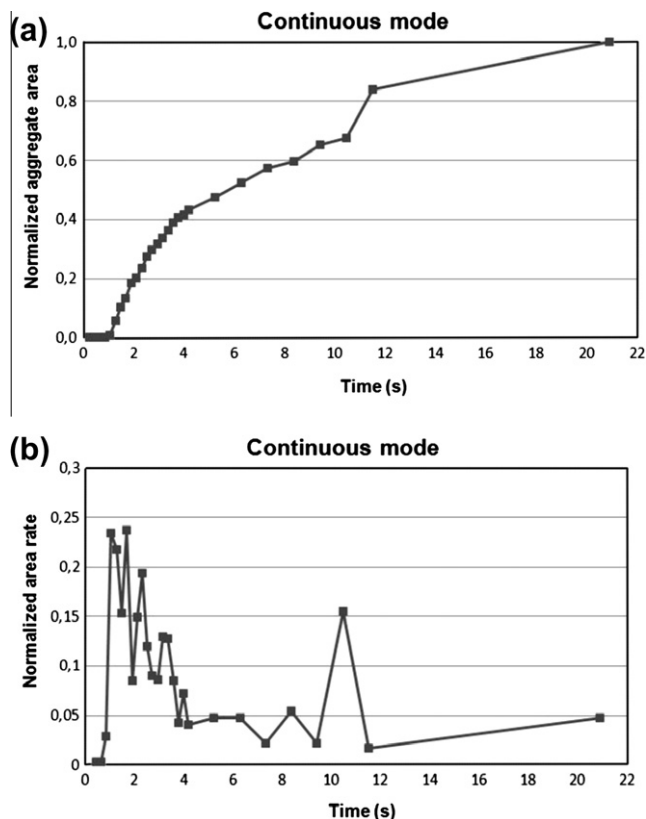 (a)
Continuous mode
Normalized aggregate area
1,0
0,8
0,6
0,4
0,2
0,0
0 2 4 6 8 10 12 14 16 18 20 22
Time (s)
(b)
Continuous mode
Normalized area rate
0,3
0,25
0,2
0,15
0,1
0,05
0
0 2 4 6 8 10 12 14 16 18 20 22
Time (s)